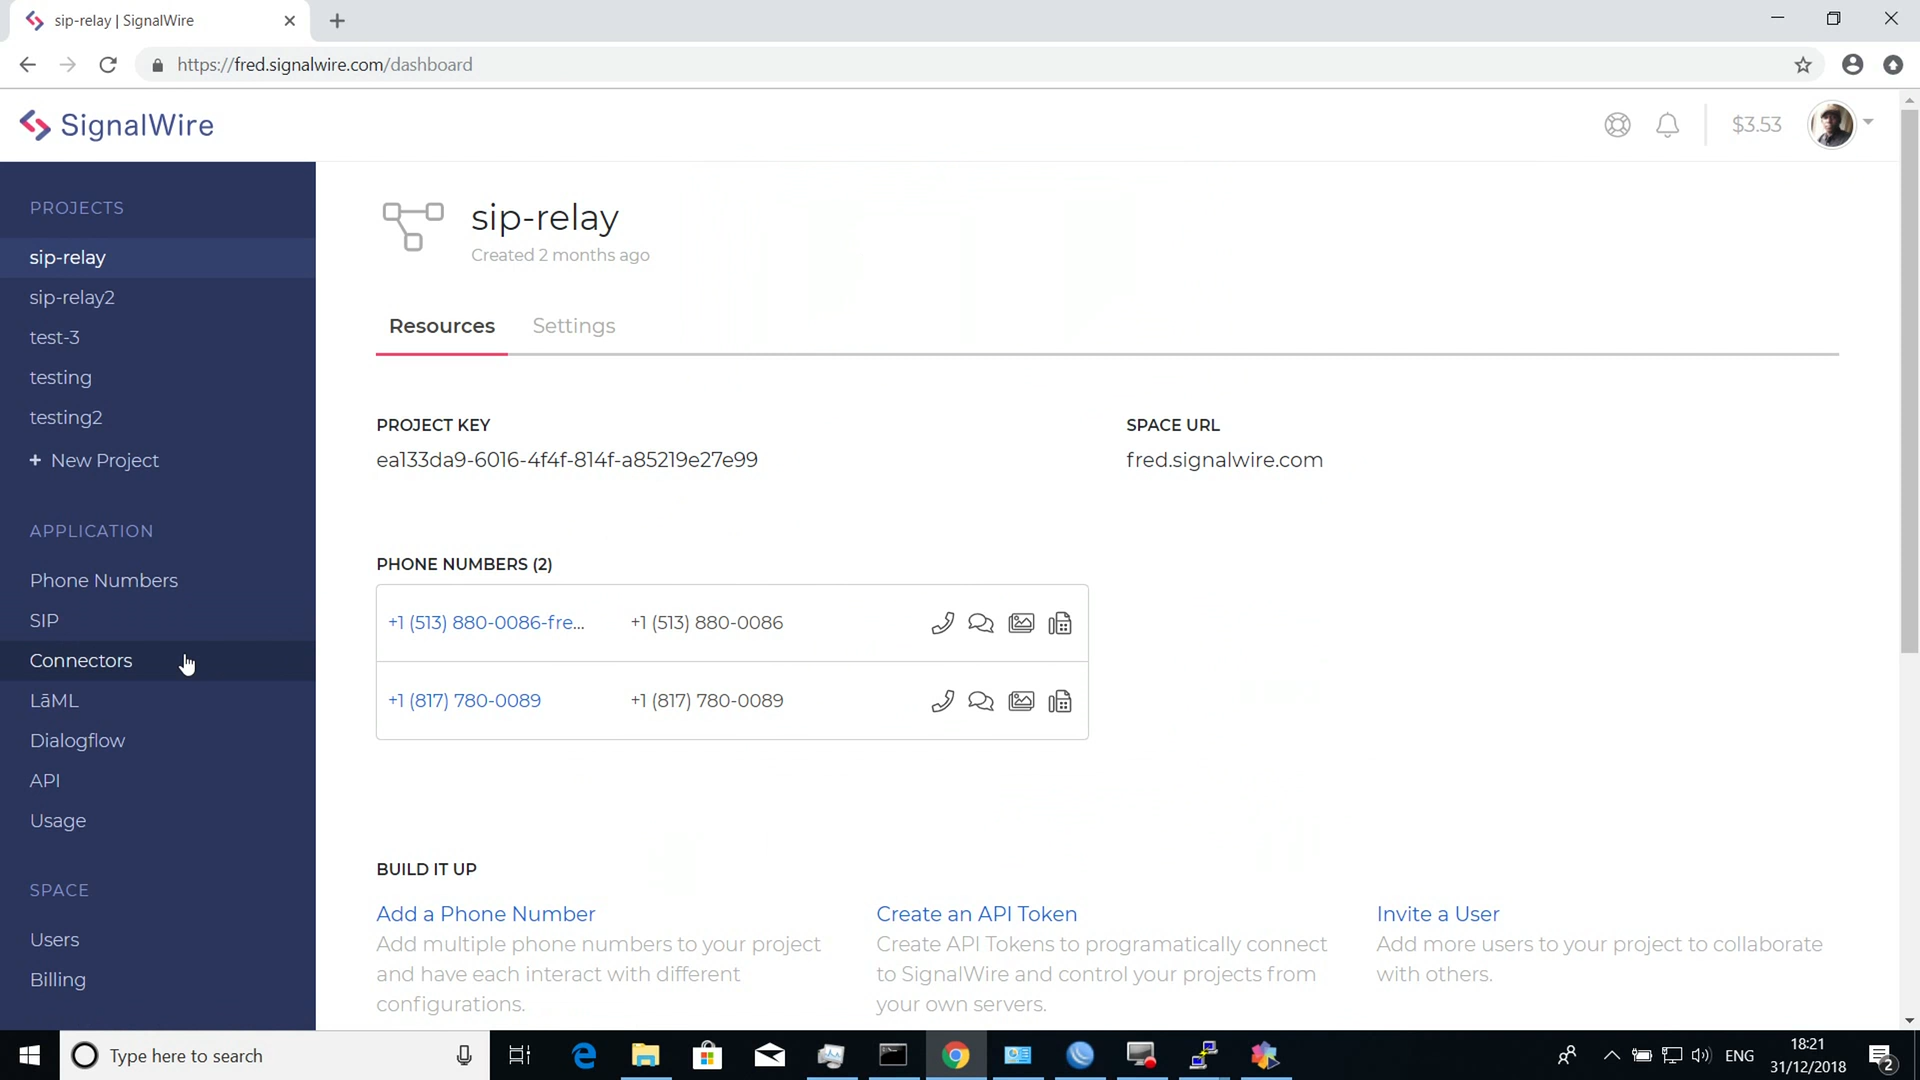 sip-relay | SignalWire
https://fred.signalwire.com/dashboard
SignalWire
$3.53
PROJECTS
sip-relay
sip-relay2
test-3
testing
testing2
+ New Project
APPLICATION
Phone Numbers
SIP
Connectors
LāML
Dialogflow
API
Usage
SPACE
Users
Billing
sip-relay
Created 2 months ago
Resources
Settings
PROJECT KEY
ea133da9-6016-4f4f-814f-a85219e27e99
SPACE URL
fred.signalwire.com
PHONE NUMBERS (2)
+1 (513) 880-0086-fre... +1 (513) 880-0086
+1 (817) 780-0089 +1 (817) 780-0089
BUILD IT UP
Add a Phone Number
Add multiple phone numbers to your project
and have each interact with different
configurations.
Create an API Token
Create API Tokens to programatically connect
to SignalWire and control your projects from
your own servers.
Invite a User
Add more users to your project to collaborate
with others.
Type here to search
ENG
18:21
31/12/2018
2